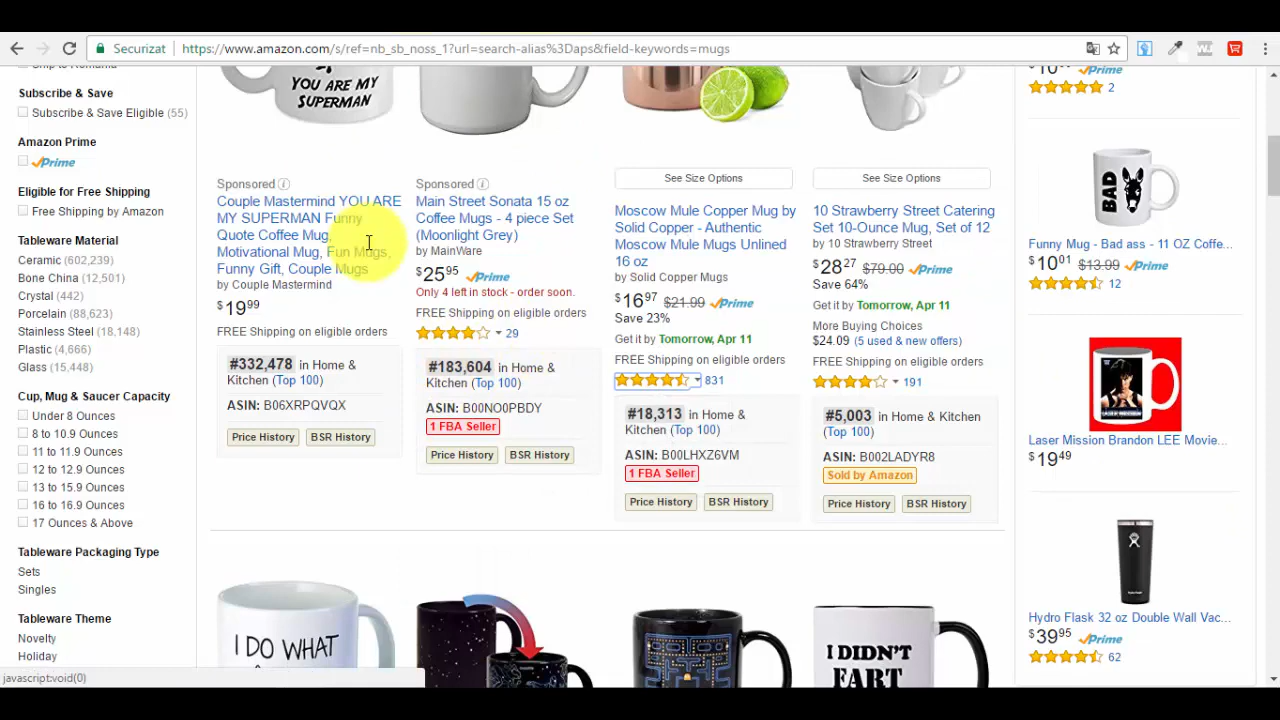 Securizat
https://www.amazon.com/s/ref=nb_sb_noss_1?url=search-alias%3Daps&field-keywords=mugs
Ship to Romania
Subscribe & Save
Subscribe & Save Eligible (55)
Amazon Prime
Prime
Eligible for Free Shipping
Free Shipping by Amazon
Tableware Material
Ceramic (602,239)
Bone China (12,501)
Crystal (442)
Porcelain (88,623)
Stainless Steel (18,148)
Plastic (4,666)
Glass (15,448)
Cup, Mug & Saucer Capacity
Under 8 Ounces
8 to 10.9 Ounces
11 to 11.9 Ounces
12 to 12.9 Ounces
13 to 15.9 Ounces
16 to 16.9 Ounces
17 Ounces & Above
Tableware Packaging Type
Sets
Singles
Tableware Theme
Novelty
Holiday
javascript:void(0)
YOU ARE MY
SUPERMAN
Sponsored
Couple Mastermind YOU ARE
MY SUPERMAN Funny
Quote Coffee Mug,
Motivational Mug, Fun Mugs,
Funny Gift, Couple Mugs
by Couple Mastermind
$19 99
FREE Shipping on eligible orders
#332,478 in Home &
Kitchen (Top 100)
ASIN: B06XRPQVQX
Price History
BSR History
Sponsored
Main Street Sonata 15 oz
Coffee Mugs - 4 piece Set
(Moonlight Grey)
by MainWare
$25 95 Prime
Only 4 left in stock - order soon.
FREE Shipping on eligible orders
29
#183,604 in Home &
Kitchen (Top 100)
ASIN: B00NO0PBDY
1 FBA Seller
Price History
BSR History
See Size Options
Moscow Mule Copper Mug by
Solid Copper - Authentic
Moscow Mule Mugs Unlined
16 oz
by Solid Copper Mugs
$16 97 $21.99 Prime
Save 23%
Get it by Tomorrow, Apr 11
FREE Shipping on eligible orders
831
#18,313 in Home &
Kitchen (Top 100)
ASIN: B00LHXZ6VM
1 FBA Seller
Price History
BSR History
See Size Options
10 Strawberry Street Catering
Set 10-Ounce Mug, Set of 12
by 10 Strawberry Street
$28 27 $79.00 Prime
Save 64%
Get it by Tomorrow, Apr 11
More Buying Choices
$24.09 (5 used & new offers)
FREE Shipping on eligible orders
191
#5,003 in Home & Kitchen
(Top 100)
ASIN: B002LADYR8
Sold by Amazon
Price History
BSR History
I DO WHAT
I DIDN'T
FART
Prime
2
BAD
Funny Mug - Bad ass - 11 OZ Coffe...
$10 01 $13.99 Prime
12
LASER MISSION
Laser Mission Brandon LEE Movie...
$19 49
Hydro Flask 32 oz Double Wall Vac...
$39 95 Prime
62